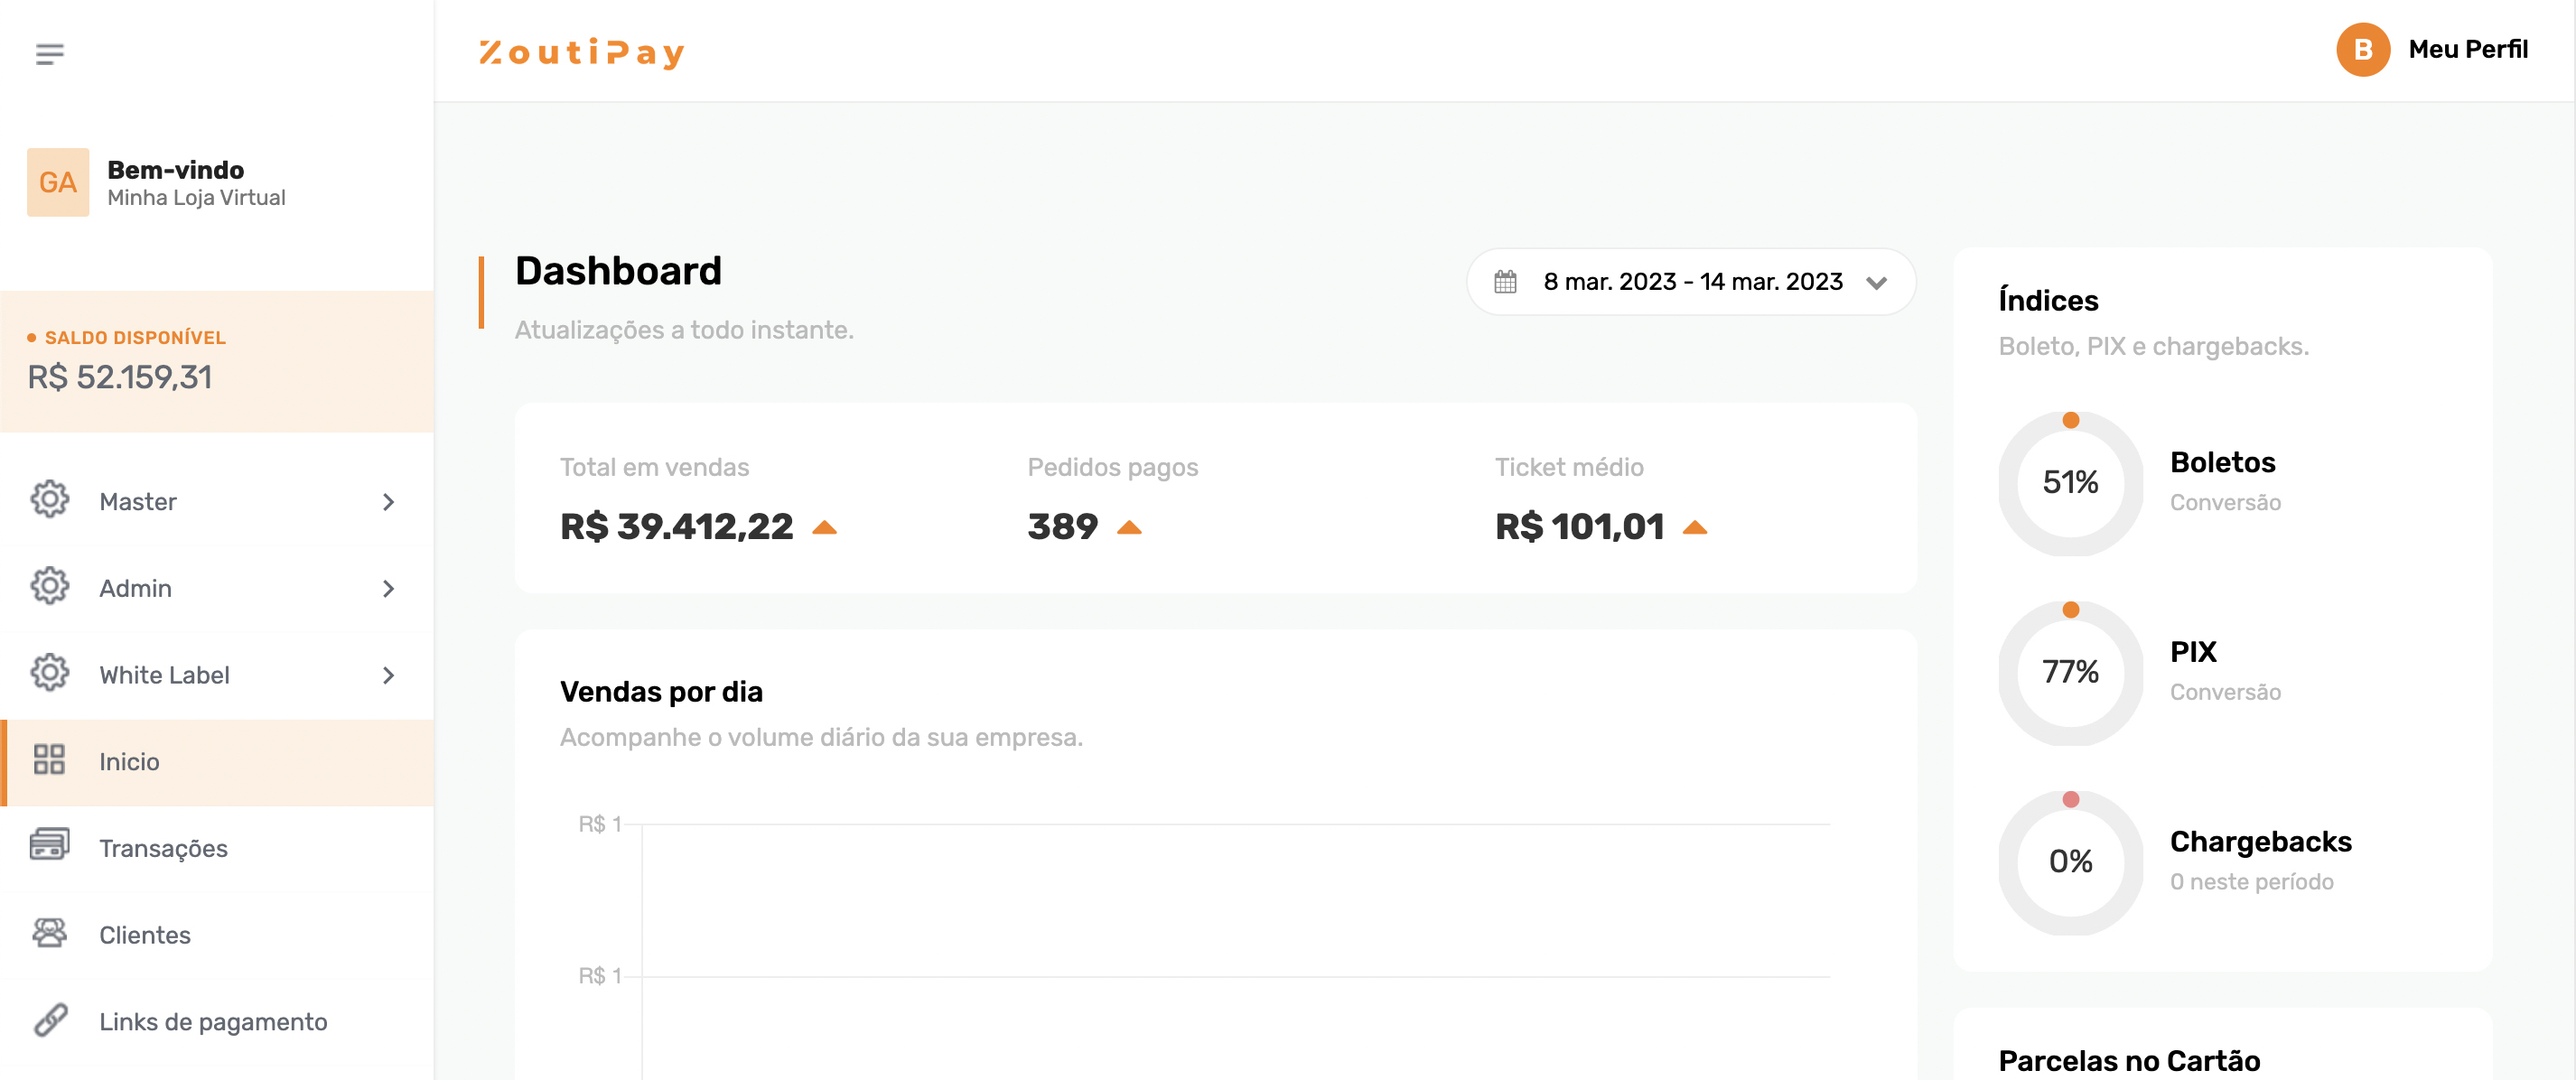 ZoutiPay
B Meu Perfil
GA
Bem-vindo
Minha Loja Virtual
SALDO DISPONÍVEL
R$ 52.159,31
Master
Admin
White Label
Inicio
Transações
Clientes
Links de pagamento
Dashboard
Atualizações a todo instante.
8 mar. 2023 - 14 mar. 2023
Total em vendas
R$ 39.412,22
Pedidos pagos
389
Ticket médio
R$ 101,01
Vendas por dia
Acompanhe o volume diário da sua empresa.
R$ 1
R$ 1
Índices
Boleto, PIX e chargebacks.
51%
Boletos
Conversão
77%
PIX
Conversão
0%
Chargebacks
0 neste período
Parcelas no Cartão